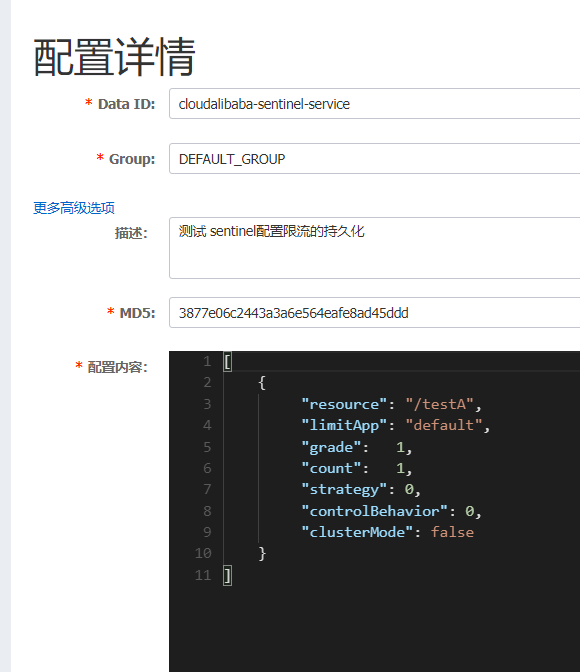 配置详情
* Data ID: cloudalibaba-sentinel-service
* Group: DEFAULT_GROUP
更多高级选项
描述: 测试 sentinel配置限流的持久化
* MD5: 3877e06c2443a3a6e564eafe8ad45ddd
* 配置内容:
1 [
2 {
3 "resource": "/testA",
4 "limitApp": "default",
5 "grade": 1,
6 "count": 1,
7 "strategy": 0,
8 "controlBehavior": 0,
9 "clusterMode": false
10 }
11 ]